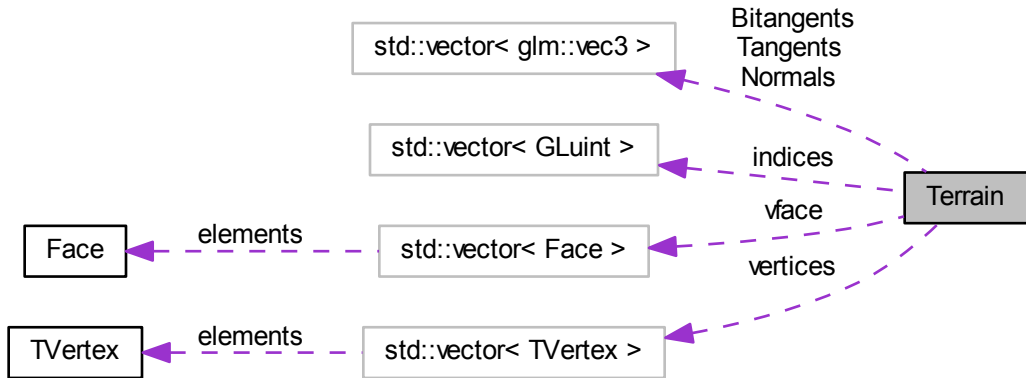 Bitangents
Tangents
Normals
std::vector< glm::vec3 >
std::vector< GLuint >
indices
Terrain
vface
Face
elements
std::vector< Face >
vertices
TVertex
elements
std::vector< TVertex >